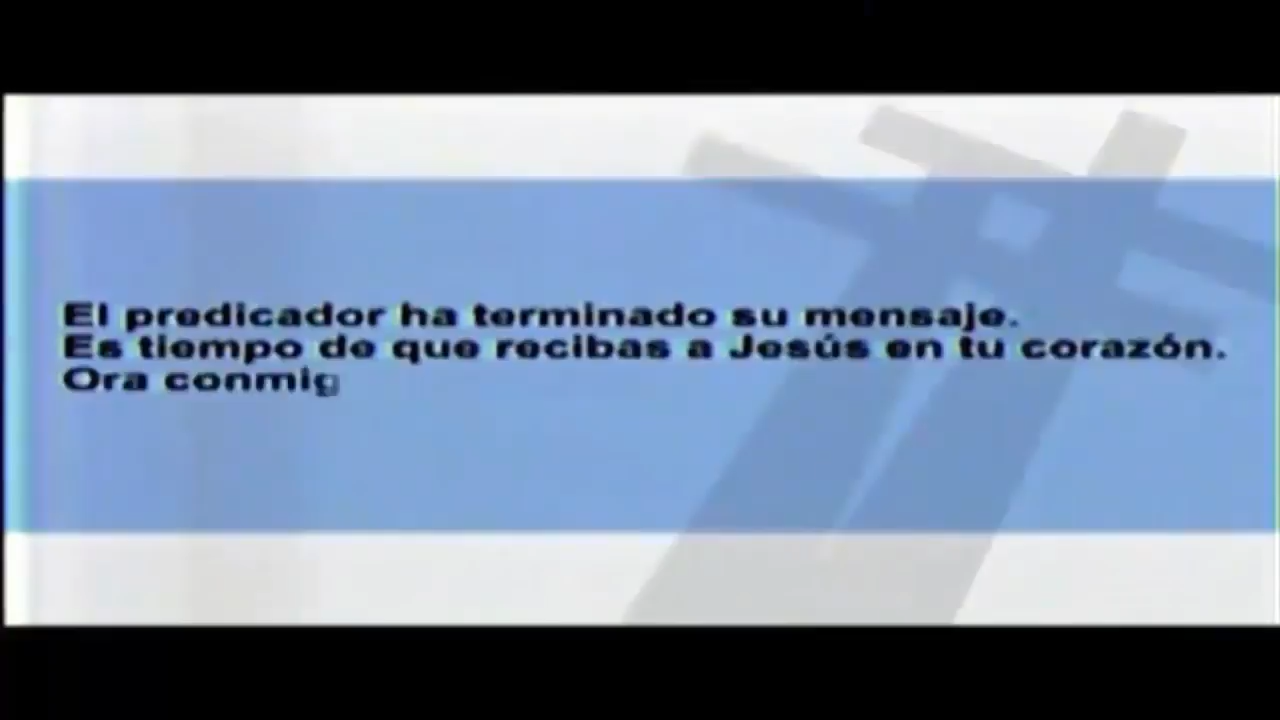 El predicador ha terminado su mensaje.
Es tiempo de que recibas a Jesús en tu corazón.
Ora conmig